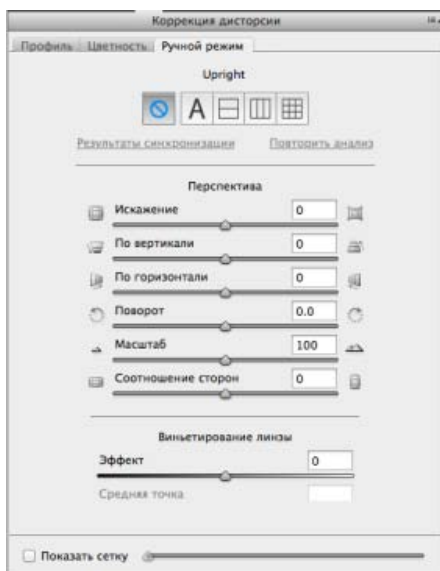 Коррекция дисторсии
Профиль Цветность Ручной режим
Upright
A
Результаты синхронизации Повторить анализ
Перспектива
Искажение 0
По вертикали 0
По горизонтали 0
Поворот 0.0
Масштаб 100
Соотношение сторон 0
Виньетирование линзы
Эффект 0
Средняя точка
Показать сетку